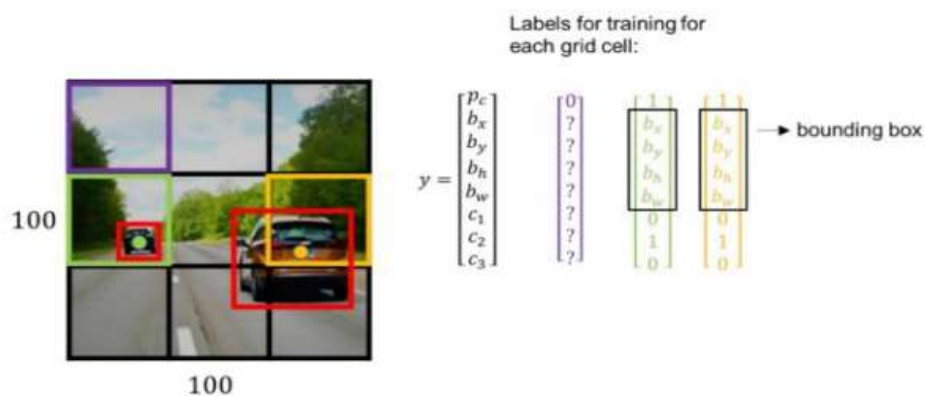 Labels for training for
each grid cell:
100
100
y =
p_c
b_x
b_y
b_h
b_w
c_1
c_2
c_3
0
?
?
?
?
?
?
?
1
b_x
b_y
b_h
b_w
0
1
0
1
b_x
b_y
b_h
b_w
0
1
0
bounding box